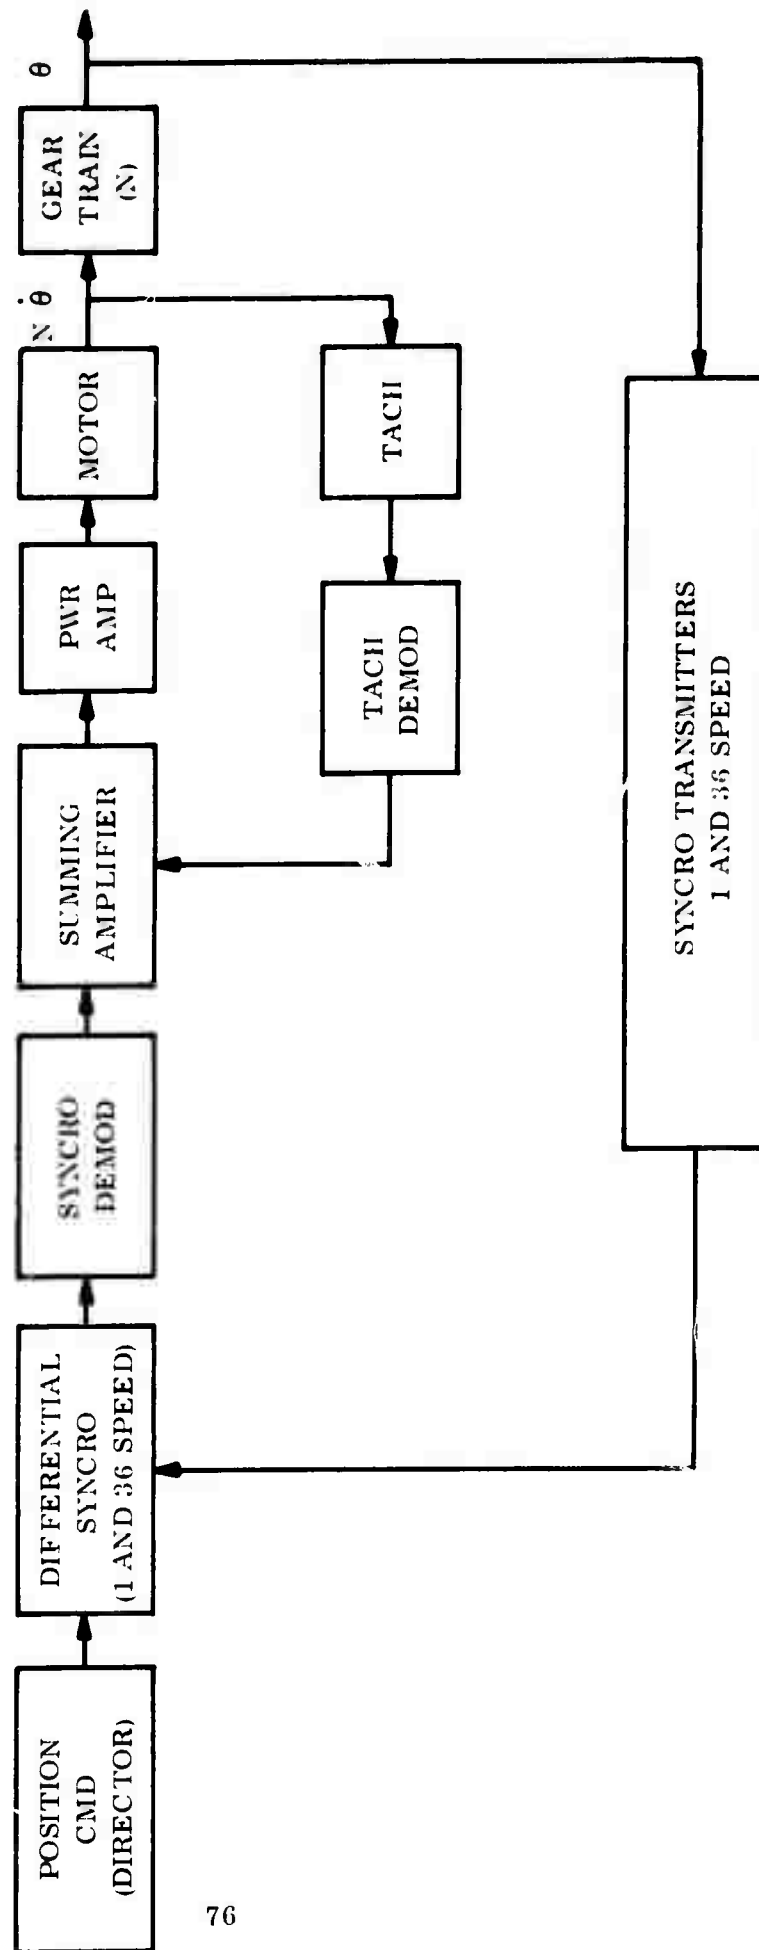 POSITION
CMD
(DIRECTOR)
DIFFERENTIAL
SYNCRO
(1 AND 36 SPEED)
SYNCRO
DEMOD
SUMMING
AMPLIFIER
PWR
AMP
MOTOR
N θ̇
GEAR
TRAIN
(N)
θ
TACH
TACH
DEMOD
SYNCRO TRANSMITTERS
1 AND 36 SPEED
76